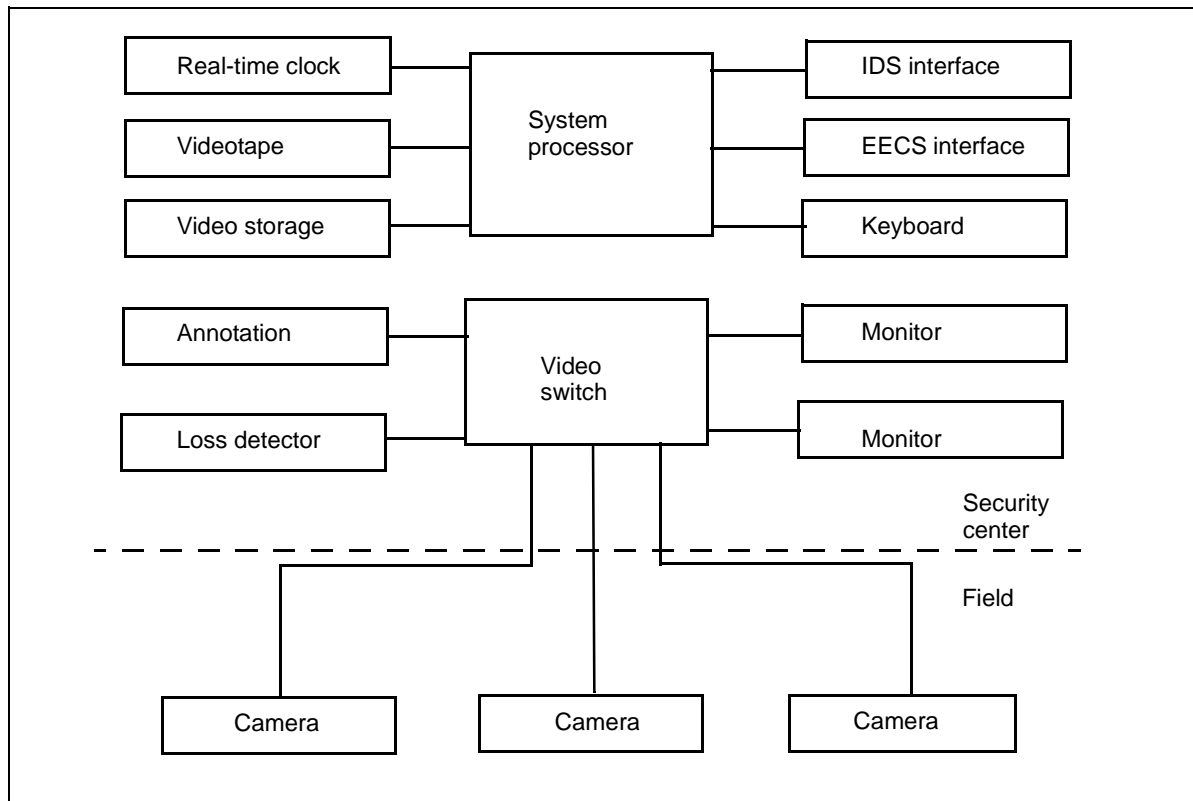 Real-time clock
IDS interface
System
processor
Videotape
EECS interface
Video storage
Keyboard
Annotation
Monitor
Video
switch
Loss detector
Monitor
Security
center
Field
Camera
Camera
Camera